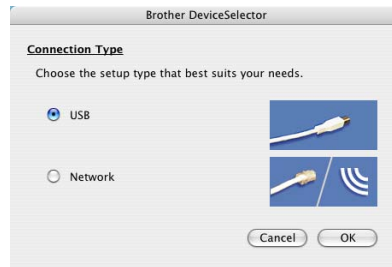 Brother DeviceSelector
Connection Type
Choose the setup type that best suits your needs.
USB
Network
Cancel OK